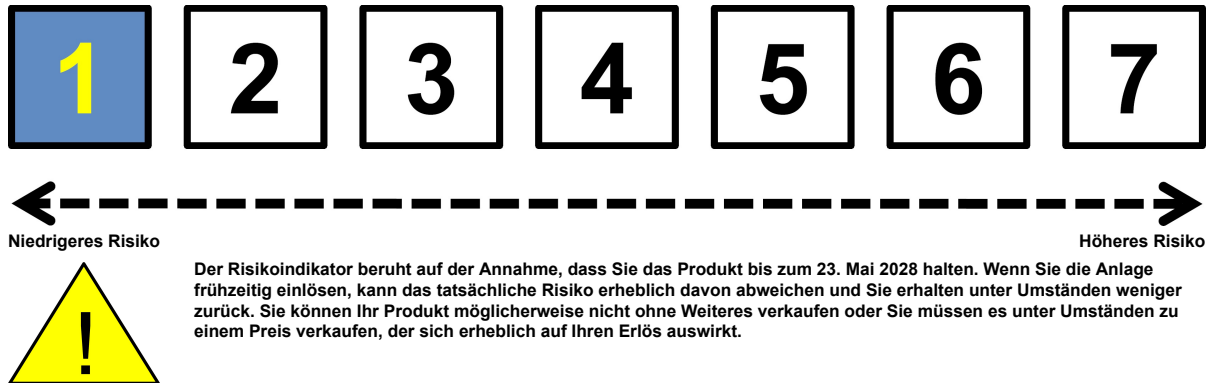 1 2 3 4 5 6 7
Niedrigeres Risiko Höheres Risiko
!
Der Risikoindikator beruht auf der Annahme, dass Sie das Produkt bis zum 23. Mai 2028 halten. Wenn Sie die Anlage
frühzeitig einlösen, kann das tatsächliche Risiko erheblich davon abweichen und Sie erhalten unter Umständen weniger
zurück. Sie können Ihr Produkt möglicherweise nicht ohne Weiteres verkaufen oder Sie müssen es unter Umständen zu
einem Preis verkaufen, der sich erheblich auf Ihren Erlös auswirkt.